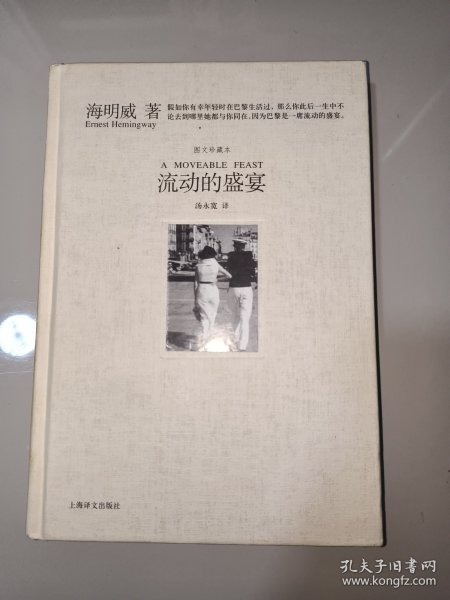 海明威 著
Ernest Hemingway
假如你有幸年轻时在巴黎生活过，那么你此后一生中不
论去到哪里她都与你同在，因为巴黎是一席流动的盛宴。
图文珍藏本
A MOVEABLE FEAST
流动的盛宴
汤永宽 译
上海译文出版社
孔夫子旧书网
www.kongfz.com